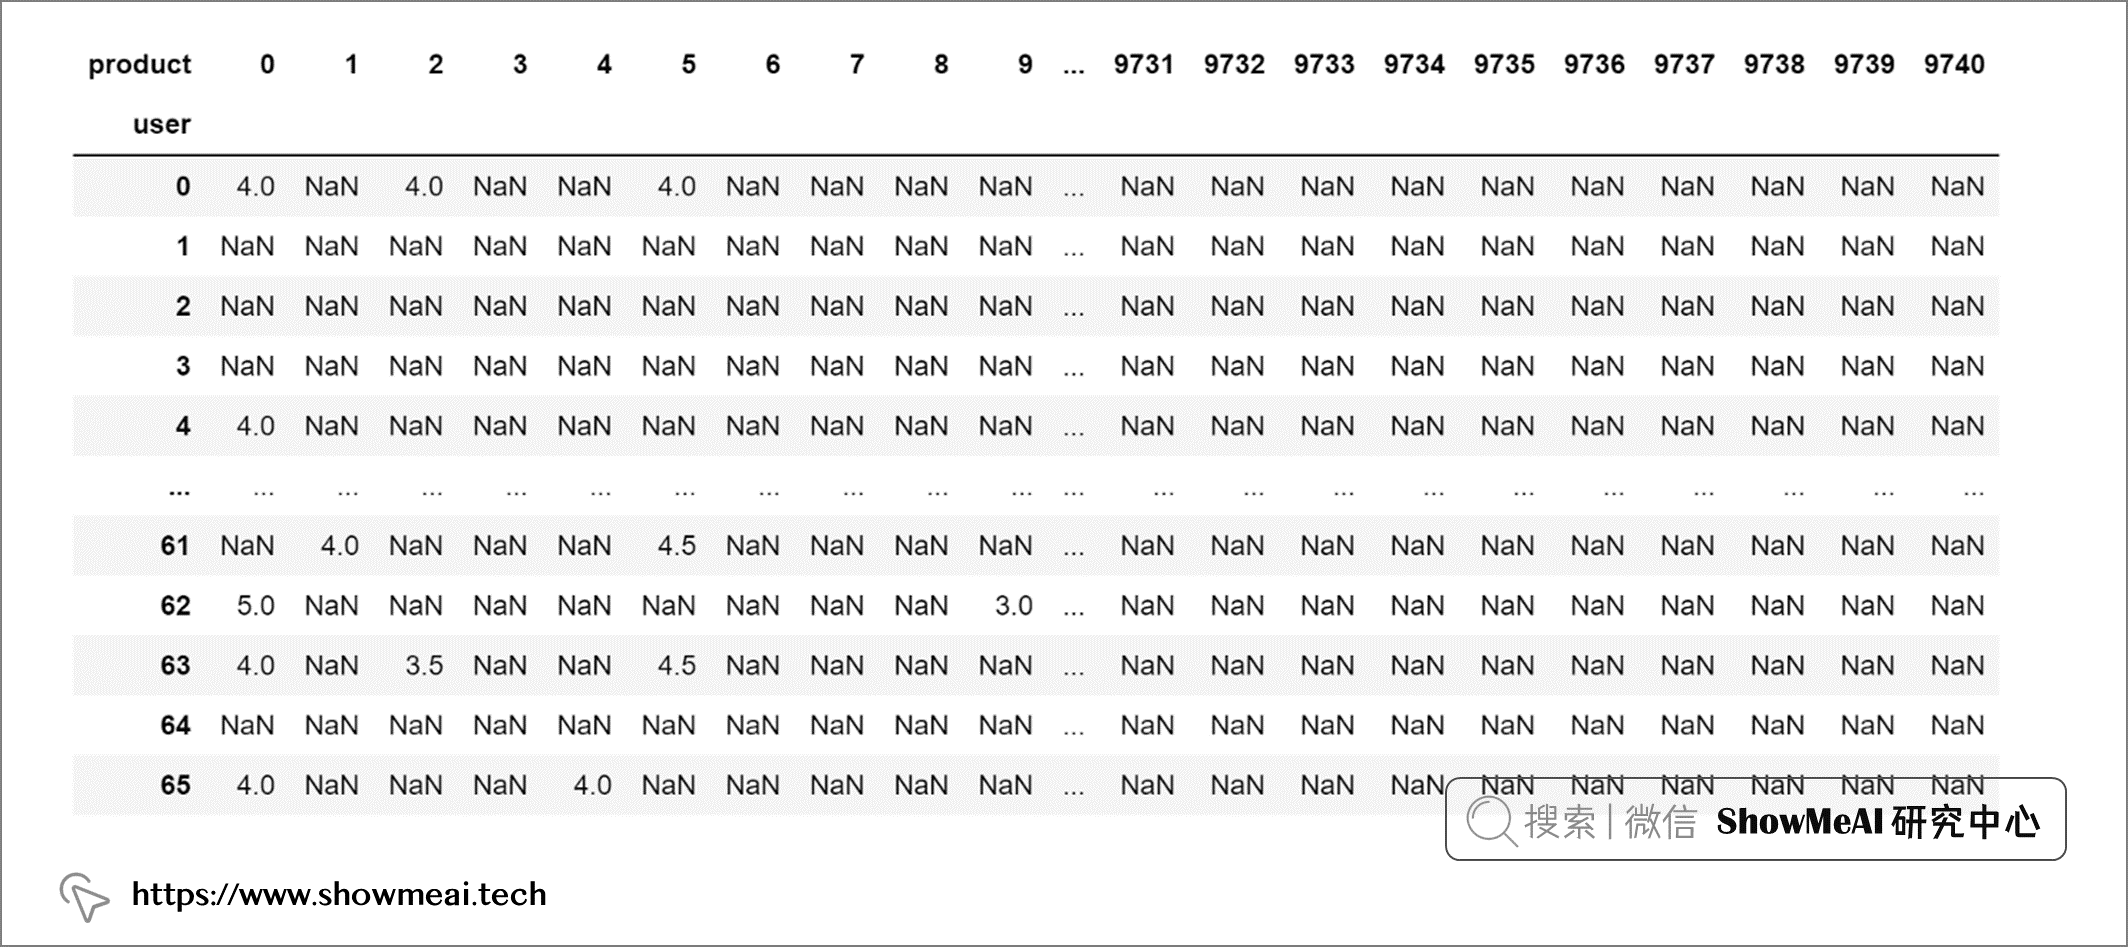 product 0 1 2 3 4 5 6 7 8 9 ... 9731 9732 9733 9734 9735 9736 9737 9738 9739 9740
user
0 4.0 NaN 4.0 NaN NaN 4.0 NaN NaN NaN NaN ... NaN NaN NaN NaN NaN NaN NaN NaN NaN NaN
1 NaN NaN NaN NaN NaN NaN NaN NaN NaN NaN ... NaN NaN NaN NaN NaN NaN NaN NaN NaN NaN
2 NaN NaN NaN NaN NaN NaN NaN NaN NaN NaN ... NaN NaN NaN NaN NaN NaN NaN NaN NaN NaN
3 NaN NaN NaN NaN NaN NaN NaN NaN NaN NaN ... NaN NaN NaN NaN NaN NaN NaN NaN NaN NaN
4 4.0 NaN NaN NaN NaN NaN NaN NaN NaN NaN ... NaN NaN NaN NaN NaN NaN NaN NaN NaN NaN
... ... ... ... ... ... ... ... ... ... ... ... ... ... ... ... ... ... ... ... ... ...
61 NaN 4.0 NaN NaN NaN 4.5 NaN NaN NaN NaN ... NaN NaN NaN NaN NaN NaN NaN NaN NaN NaN
62 5.0 NaN NaN NaN NaN NaN NaN NaN NaN 3.0 ... NaN NaN NaN NaN NaN NaN NaN NaN NaN NaN
63 4.0 NaN 3.5 NaN NaN 4.5 NaN NaN NaN NaN ... NaN NaN NaN NaN NaN NaN NaN NaN NaN NaN
64 NaN NaN NaN NaN NaN NaN NaN NaN NaN NaN ... NaN NaN NaN NaN NaN NaN NaN NaN NaN NaN
65 4.0 NaN NaN NaN 4.0 NaN NaN NaN NaN NaN ... NaN NaN NaN NaN NaN NaN NaN NaN NaN NaN
搜索 | 微信 ShowMeAI 研究中心
https://www.showmeai.tech